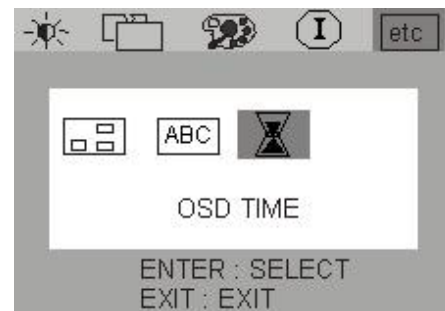 I etc
ABC
OSD TIME
ENTER : SELECT
EXIT : EXIT